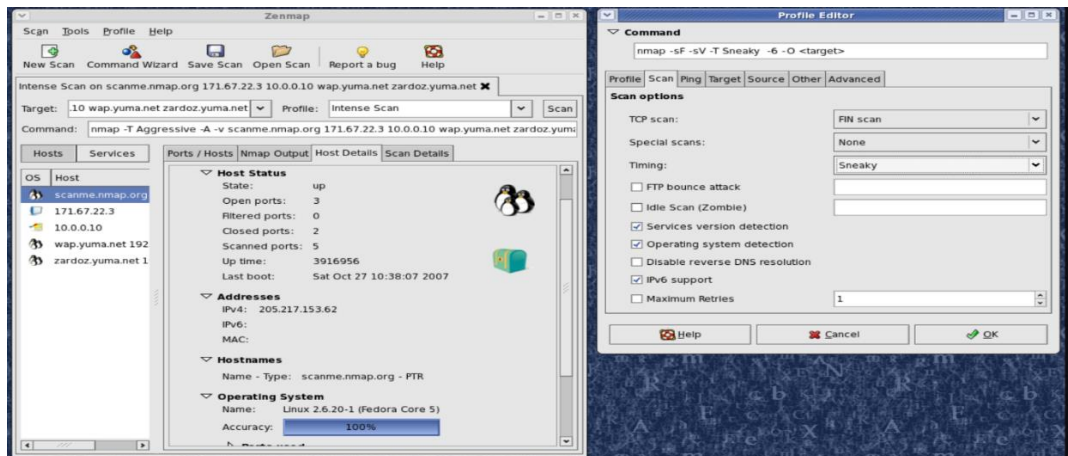 Zenmap
Scan Tools Profile Help
New Scan Command Wizard Save Scan Open Scan Report a bug Help
Intense Scan on scanme.nmap.org 171.67.22.3 10.0.0.10 wap.yuma.net zardoz.yuma.net
Target: .10 wap.yuma.net zardoz.yuma.net Profile: Intense Scan Scan
Command: nmap -T Aggressive -A -v scanme.nmap.org 171.67.22.3 10.0.0.10 wap.yuma.net zardoz.yuma
Hosts Services
Ports / Hosts Nmap Output Host Details Scan Details
OS Host
scanme.nmap.org
171.67.22.3
10.0.0.10
wap.yuma.net 192
zardoz.yuma.net 1
Host Status
State: up
Open ports: 3
Filtered ports: 0
Closed ports: 2
Scanned ports: 5
Up time: 3916956
Last boot: Sat Oct 27 10:38:07 2007
Addresses
IPv4: 205.217.153.62
IPv6:
MAC:
Hostnames
Name - Type: scanme.nmap.org - PTR
Operating System
Name: Linux 2.6.20-1 (Fedora Core 5)
Accuracy: 100%
Profile Editor
Command
nmap -sF -sV -T Sneaky -6 -O <target>
Profile Scan Ping Target Source Other Advanced
Scan options
TCP scan: FIN scan
Special scans: None
Timing: Sneaky
FTP bounce attack
Idle Scan (Zombie)
Services version detection
Operating system detection
Disable reverse DNS resolution
IPv6 support
Maximum Retries 1
Help Cancel OK